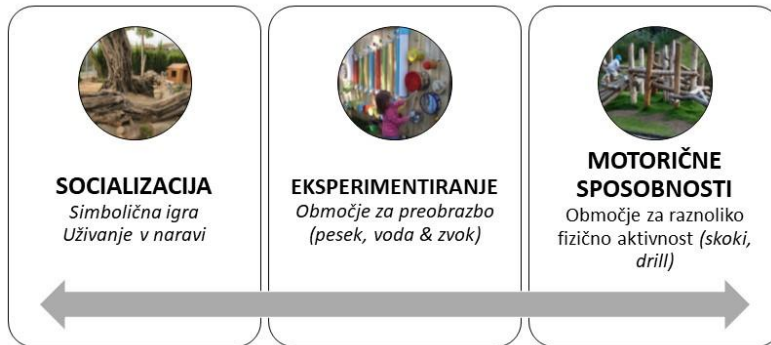 SOCIALIZACIJA
Simbolična igra
Uživanje v naravi
EKSPERIMENTIRANJE
Območje za preobrazbo
(pesek, voda & zvok)
MOTORIČNE
SPOSOBNOSTI
Območje za raznoliko
fizično aktivnost (skoki,
drill)